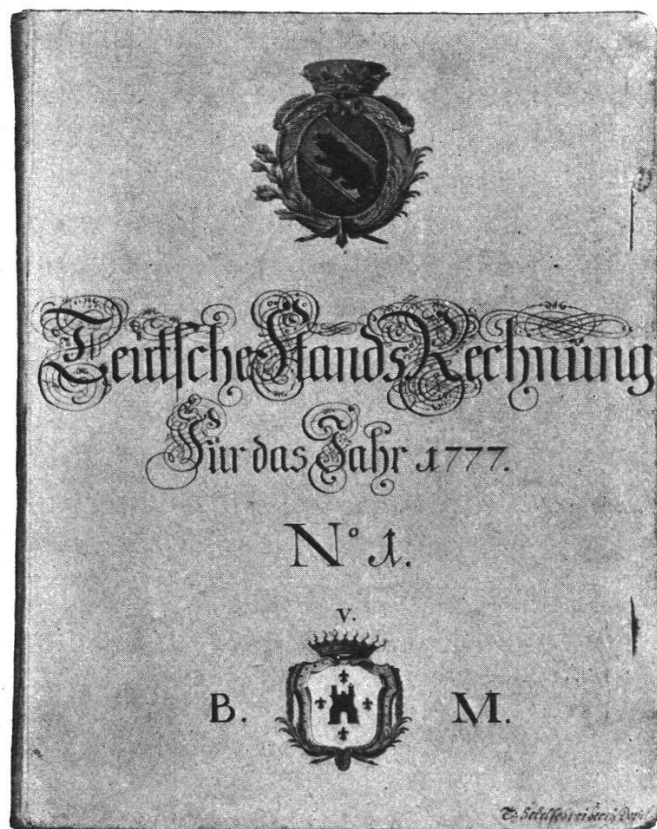 Teutsche Stands Rechnung
Für das Jahr 1777.
N° 1.
v.
B. M.